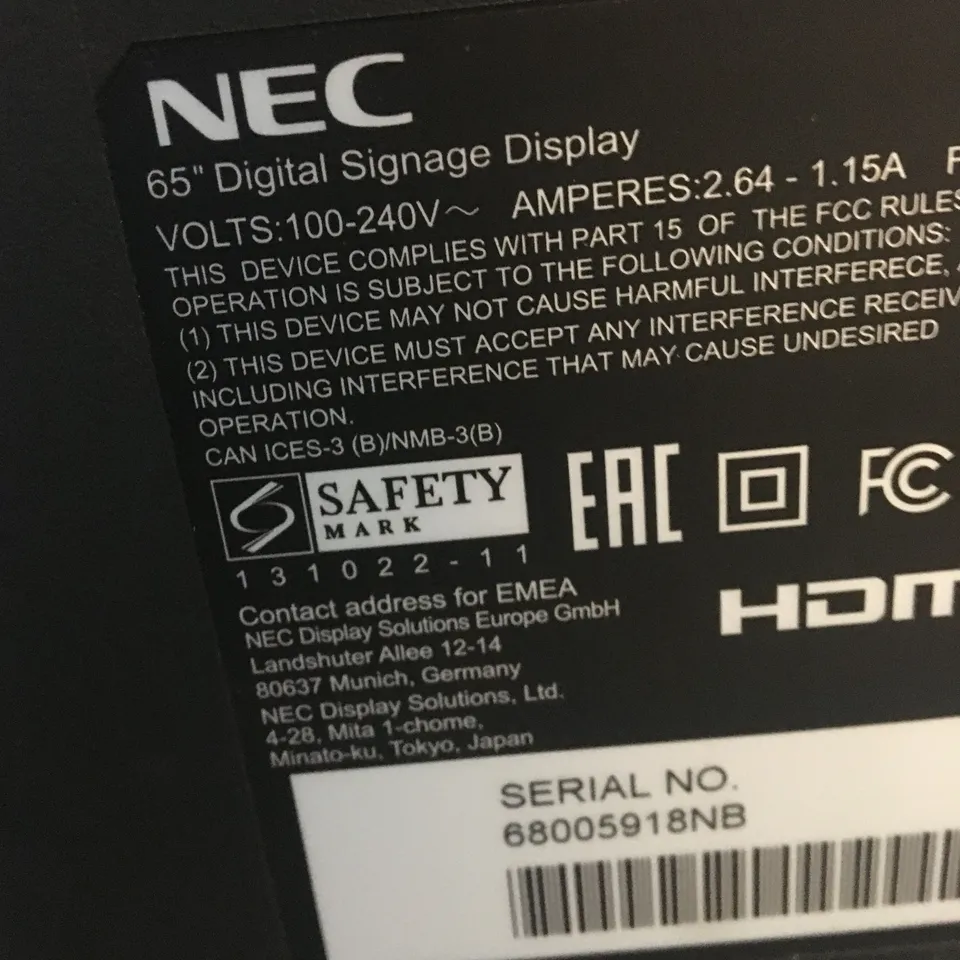 NEC
65" Digital Signage Display
VOLTS:100-240V～ AMPERES:2.64 - 1.15A F
THIS DEVICE COMPLIES WITH PART 15 OF THE FCC RULES
OPERATION IS SUBJECT TO THE FOLLOWING CONDITIONS:
(1) THIS DEVICE MAY NOT CAUSE HARMFUL INTERFERECE,
(2) THIS DEVICE MUST ACCEPT ANY INTERFERENCE RECEIV
INCLUDING INTERFERENCE THAT MAY CAUSE UNDESIRED
OPERATION.
CAN ICES-3 (B)/NMB-3(B)
SAFETY
MARK
131022-11
EAC
FC
HDM
Contact address for EMEA
NEC Display Solutions Europe GmbH
Landshuter Allee 12-14
80637 Munich, Germany
NEC Display Solutions, Ltd.
4-28, Mita 1-chome,
Minato-ku, Tokyo, Japan
SERIAL NO.
68005918NB